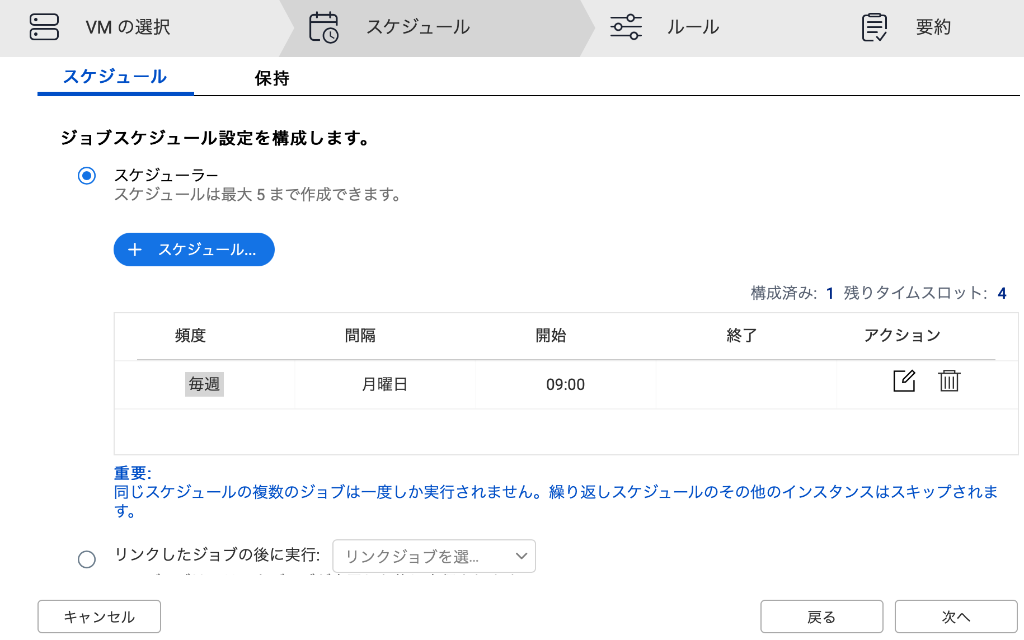 VM の選択
スケジュール
ルール
要約
スケジュール
保持
ジョブスケジュール設定を構成します。
スケジューラー
スケジュールは最大 5 まで作成できます。
スケジュール...
構成済み: 1 残りタイムスロット: 4
頻度 間隔 開始 終了 アクション
毎週 月曜日 09:00
重要:
同じスケジュールの複数のジョブは一度しか実行されません。繰り返しスケジュールのその他のインスタンスはスキップされま
す。
リンクしたジョブの後に実行: リンクジョブを選...
キャンセル
戻る
次へ